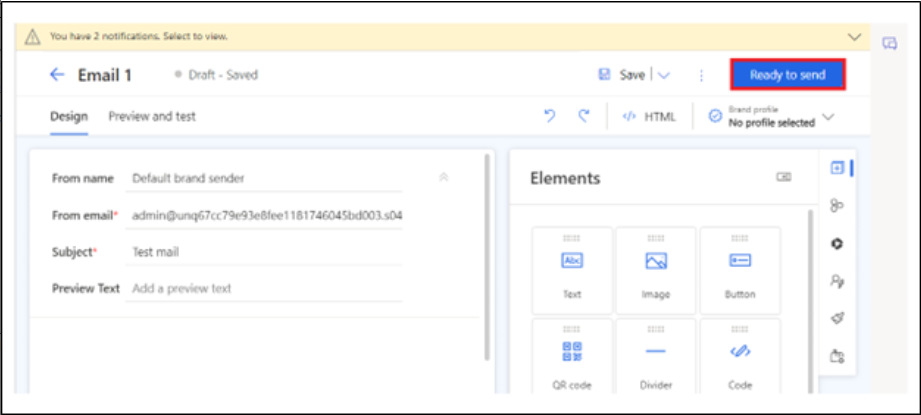 You have 2 notifications. Select to view.
Email 1 Draft - Saved Save Ready to send
Design Preview and test HTML Brand profile
No profile selected
From name Default brand sender
From email* admin@unq67cc79e93e8fee1181746045bd003.s04
Subject* Test mail
Preview Text Add a preview text
Elements
Abc
Text Image Button
QR code Divider Code